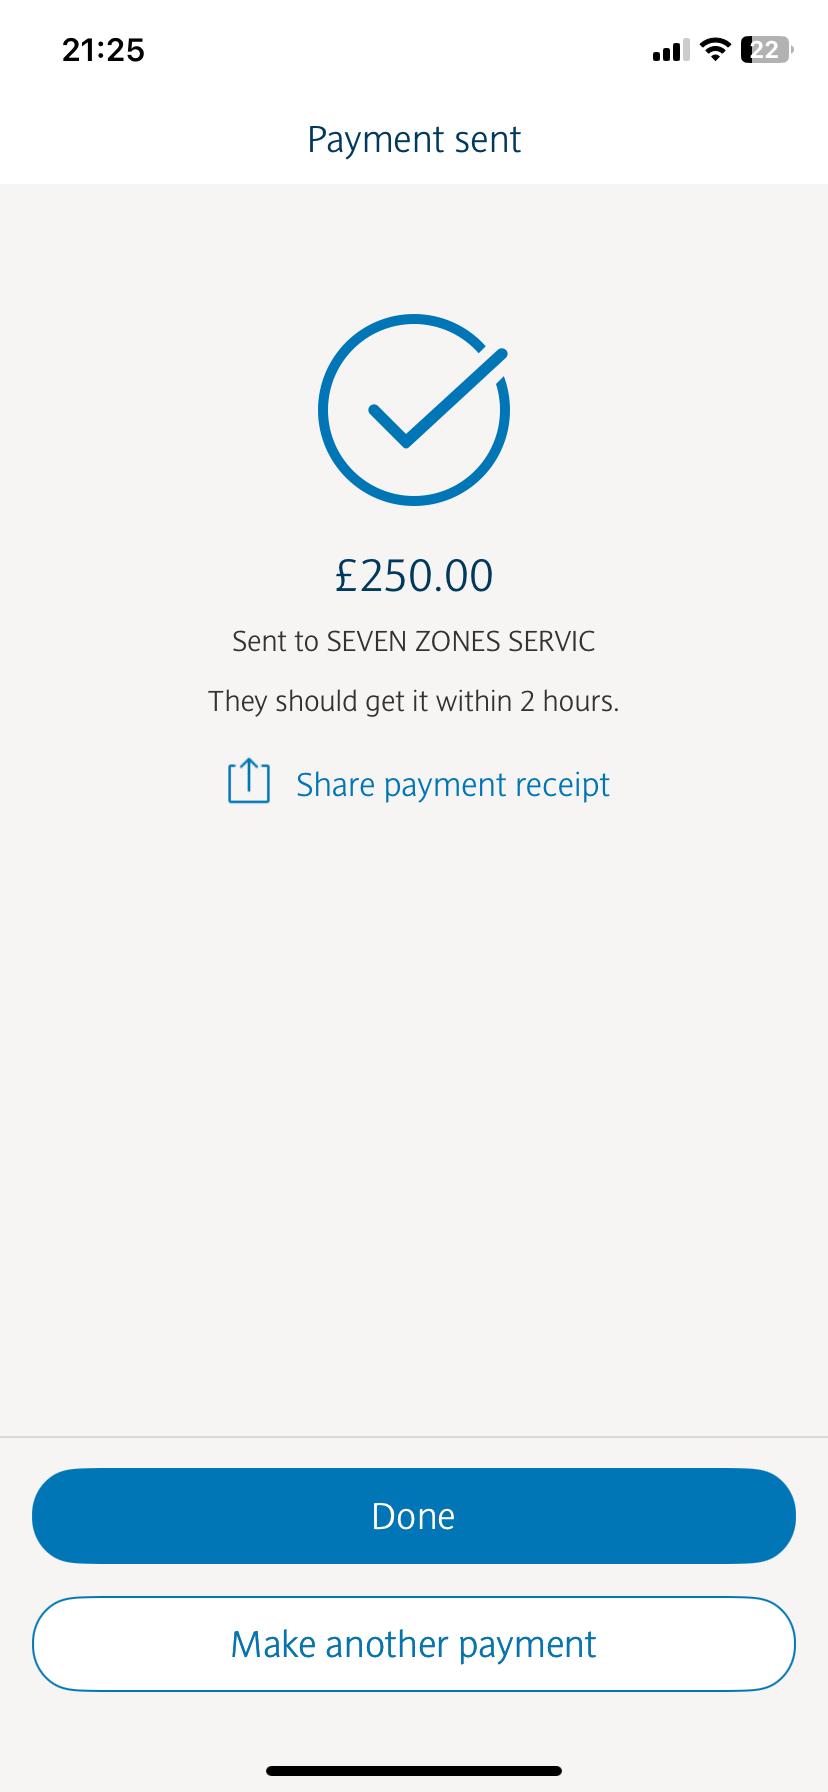 21:25
22
Payment sent
£250.00
Sent to SEVEN ZONES SERVIC
They should get it within 2 hours.
Share payment receipt
Done
Make another payment